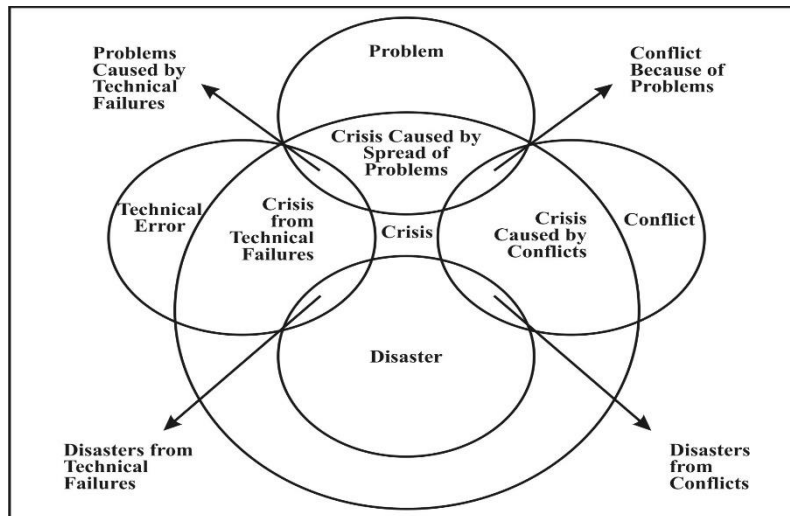 Problems
Caused by
Technical
Failures
Problem
Conflict
Because of
Problems
Crisis Caused by
Spread of
Problems
Technical
Error
Crisis
from
Technical
Failures
Crisis
Crisis
Caused by
Conflicts
Conflict
Disaster
Disasters from
Technical
Failures
Disasters
from
Conflicts